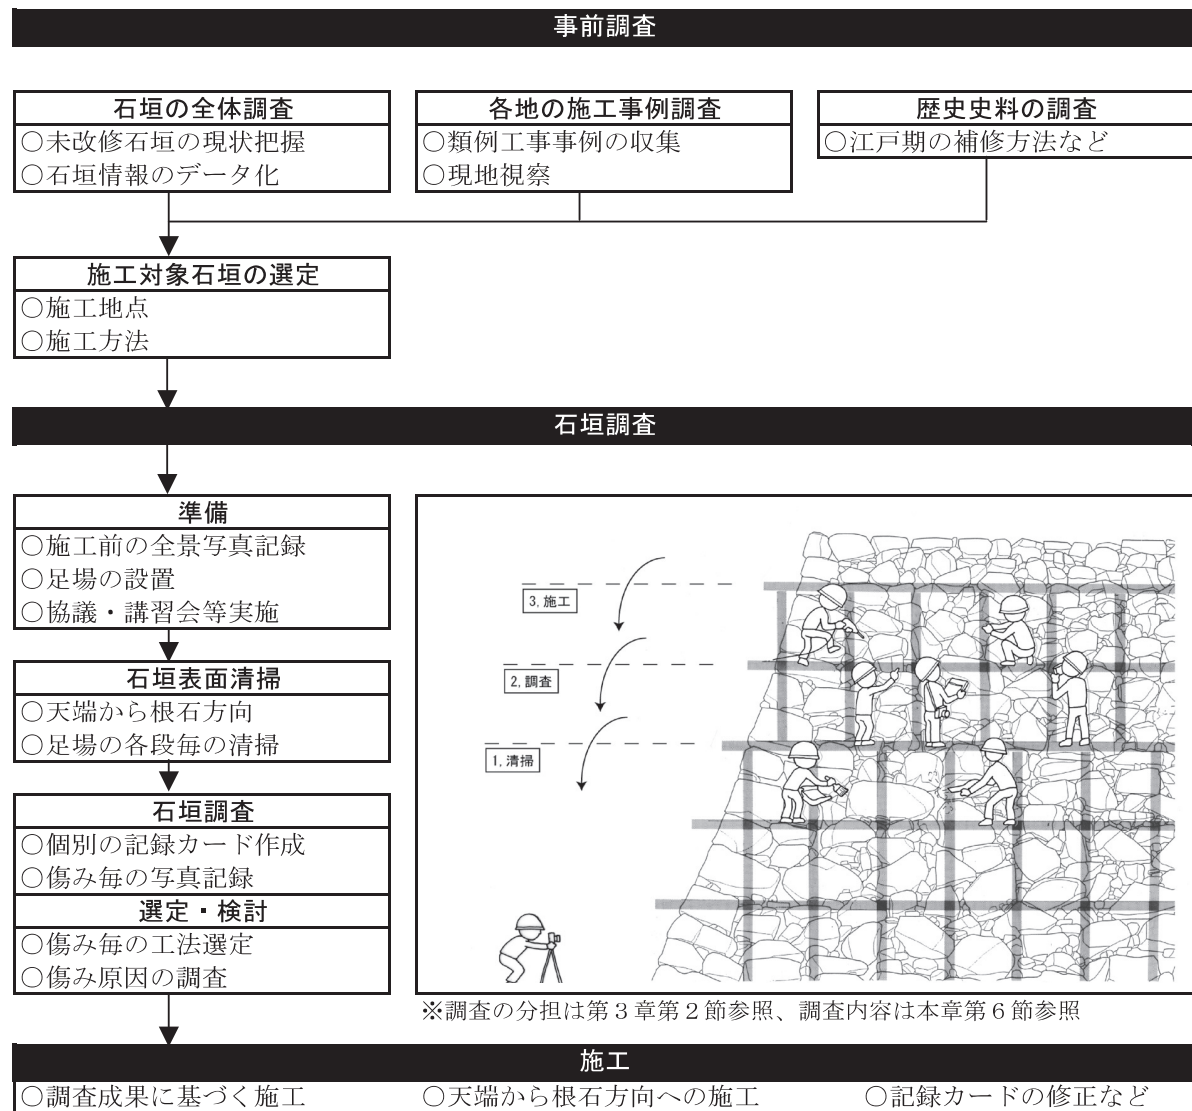 事前調査
石垣の全体調査
○未改修石垣の現状把握
○石垣情報のデータ化
各地の施工事例調査
○類例工事事例の収集
○現地視察
歴史史料の調査
○江戸期の補修方法など
施工対象石垣の選定
○施工地点
○施工方法
石垣調査
準備
○施工前の全景写真記録
○足場の設置
○協議・講習会等実施
石垣表面清掃
○天端から根石方向
○足場の各段毎の清掃
石垣調査
○個別の記録カード作成
○傷み毎の写真記録
選定・検討
○傷み毎の工法選定
○傷み原因の調査
3,施工
2,調査
1,清掃
※調査の分担は第３章第２節参照、調査内容は本章第６節参照
施工
○調査成果に基づく施工
○天端から根石方向への施工
○記録カードの修正など